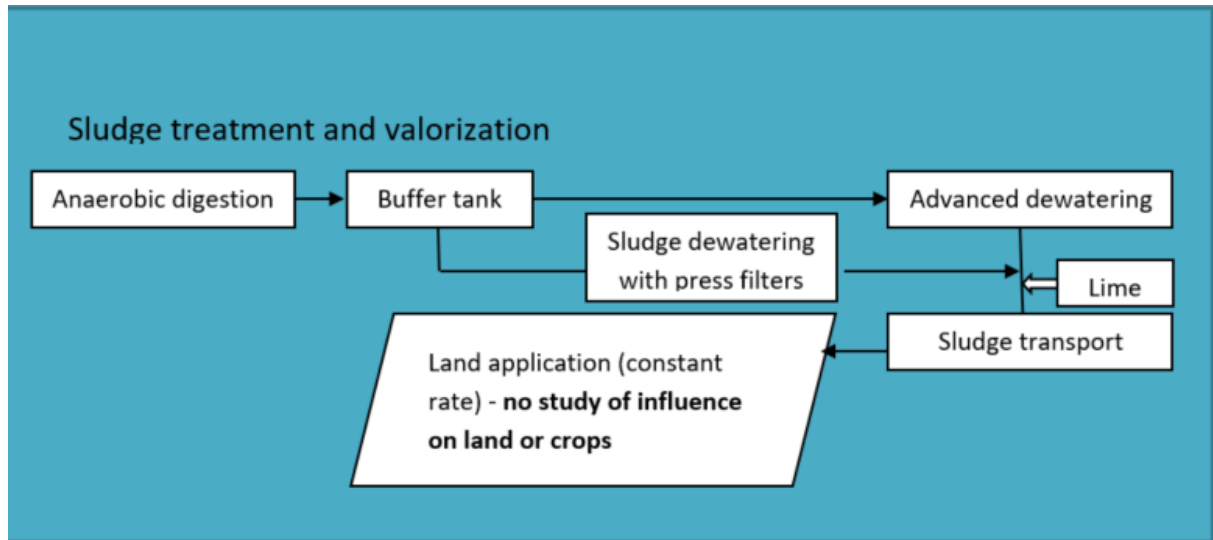 Sludge treatment and valorization
Anaerobic digestion
Buffer tank
Advanced dewatering
Sludge dewatering
with press filters
Lime
Sludge transport
Land application (constant
rate) - no study of influence
on land or crops